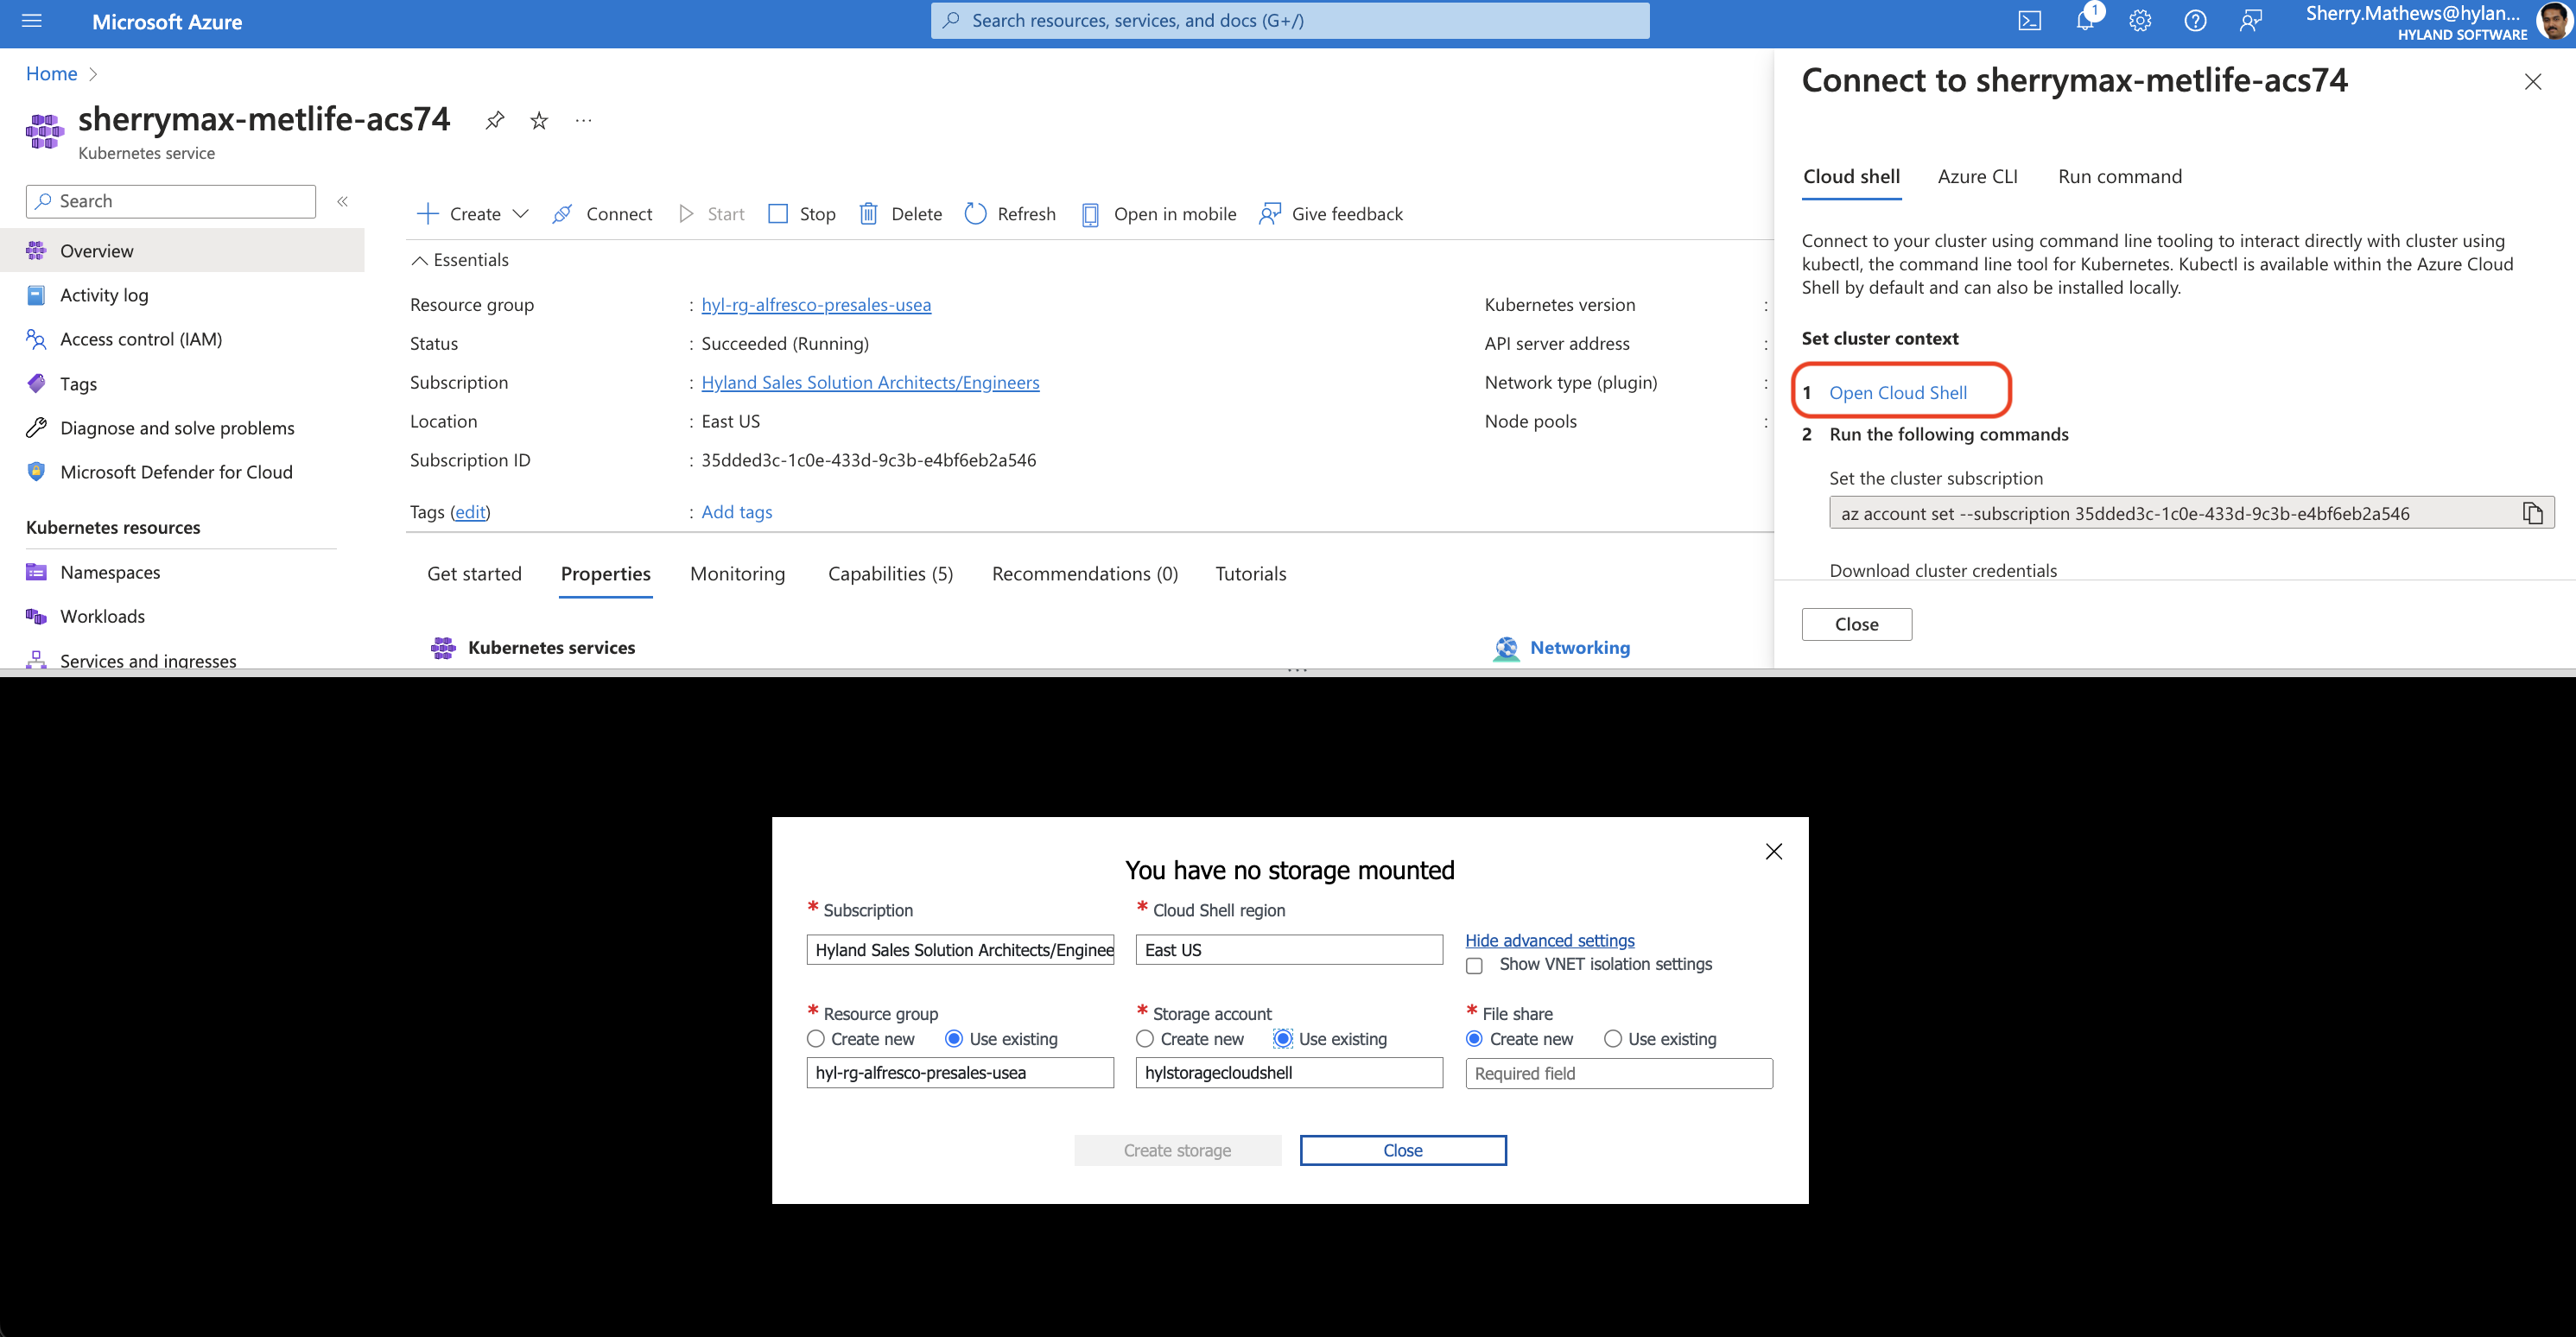 Microsoft Azure
Search resources, services, and docs (G+/)
1
Sherry.Mathews@hylan...
HYLAND SOFTWARE
Home
sherrymax-metlife-acs74
Kubernetes service
Search
Overview
Activity log
Access control (IAM)
Tags
Diagnose and solve problems
Microsoft Defender for Cloud
Kubernetes resources
Namespaces
Workloads
Services and ingresses
Create
Connect
Start
Stop
Delete
Refresh
Open in mobile
Give feedback
Essentials
Resource group : hyl-rg-alfresco-presales-usea
Status : Succeeded (Running)
Subscription : Hyland Sales Solution Architects/Engineers
Location : East US
Subscription ID : 35dded3c-1c0e-433d-9c3b-e4bf6eb2a546
Tags (edit) : Add tags
Kubernetes version :
API server address :
Network type (plugin) :
Node pools :
Get started
Properties
Monitoring
Capabilities (5)
Recommendations (0)
Tutorials
Kubernetes services
Networking
Connect to sherrymax-metlife-acs74
Cloud shell
Azure CLI
Run command
Connect to your cluster using command line tooling to interact directly with cluster using
kubectl, the command line tool for Kubernetes. Kubectl is available within the Azure Cloud
Shell by default and can also be installed locally.
Set cluster context
1 Open Cloud Shell
2 Run the following commands
Set the cluster subscription
az account set --subscription 35dded3c-1c0e-433d-9c3b-e4bf6eb2a546
Download cluster credentials
Close
You have no storage mounted
* Subscription
Hyland Sales Solution Architects/Enginee
* Cloud Shell region
East US
Hide advanced settings
Show VNET isolation settings
* Resource group
Create new
Use existing
hyl-rg-alfresco-presales-usea
* Storage account
Create new
Use existing
hylstoragecloudshell
* File share
Create new
Use existing
Required field
Create storage
Close